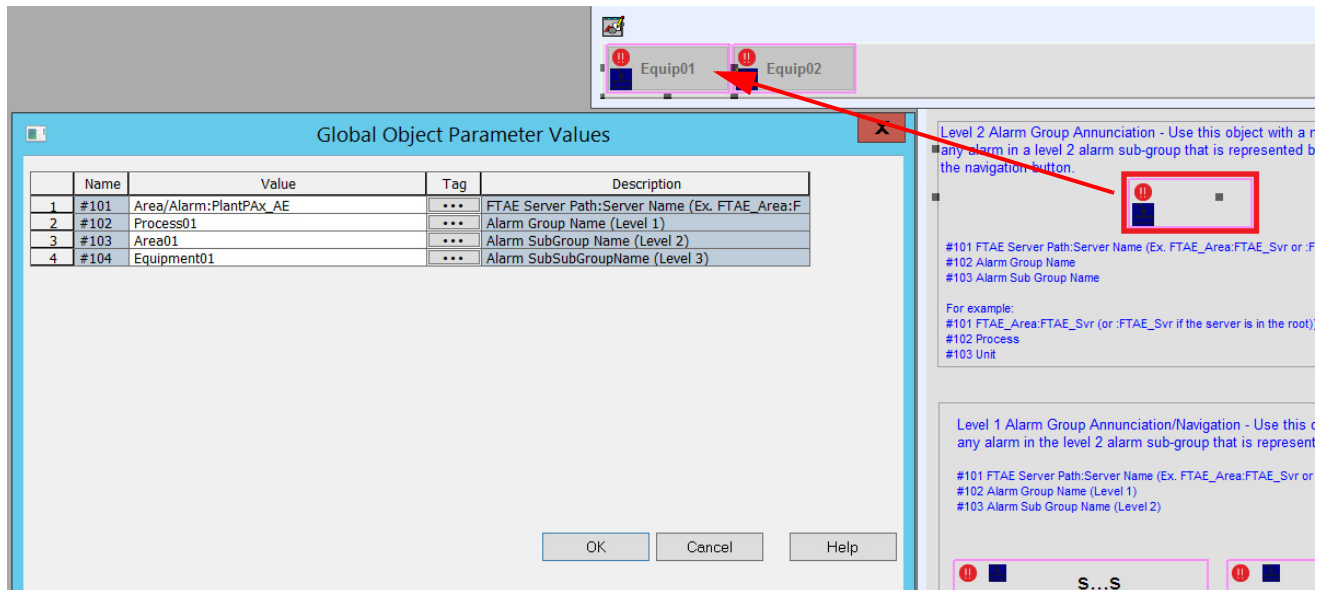 Equip01
Equip02
Global Object Parameter Values
X
Name Value Tag Description
1 #101 Area/Alarm:PlantPAx_AE ... FTAE Server Path:Server Name (Ex. FTAE_Area:F
2 #102 Process01 ... Alarm Group Name (Level 1)
3 #103 Area01 ... Alarm SubGroup Name (Level 2)
4 #104 Equipment01 ... Alarm SubSubGroupName (Level 3)
OK Cancel Help
Level 2 Alarm Group Annunciation - Use this object with a
any alarm in a level 2 alarm sub-group that is represented b
the navigation button.
#101 FTAE Server Path:Server Name (Ex. FTAE_Area:FTAE_Svr or :F
#102 Alarm Group Name
#103 Alarm Sub Group Name
For example:
#101 FTAE_Area:FTAE_Svr (or :FTAE_Svr if the server is in the root))
#102 Process
#103 Unit
Level 1 Alarm Group Annunciation/Navigation - Use this
any alarm in the level 2 alarm sub-group that is represent
#101 FTAE Server Path:Server Name (Ex. FTAE_Area:FTAE_Svr or
#102 Alarm Group Name (Level 1)
#103 Alarm Sub Group Name (Level 2)
S...S